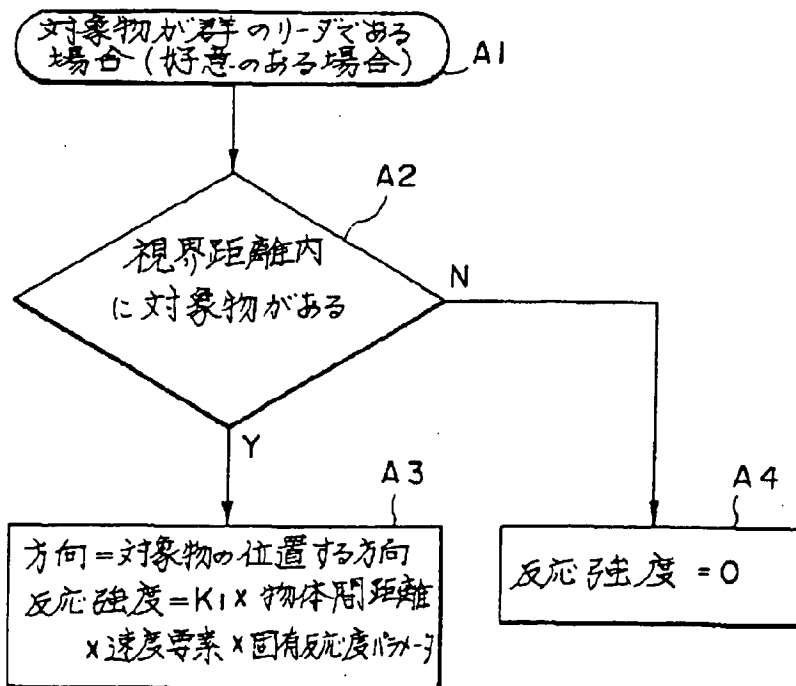 対象物が群のリーダである
場合(好意のある場合)
A1
A2
視界距離内
に対象物がある
N
Y
A3
方向=対象物の位置する方向
反応強度=K1×物体間距離
×速度要素×固有反応度パラメータ
A4
反応強度=0